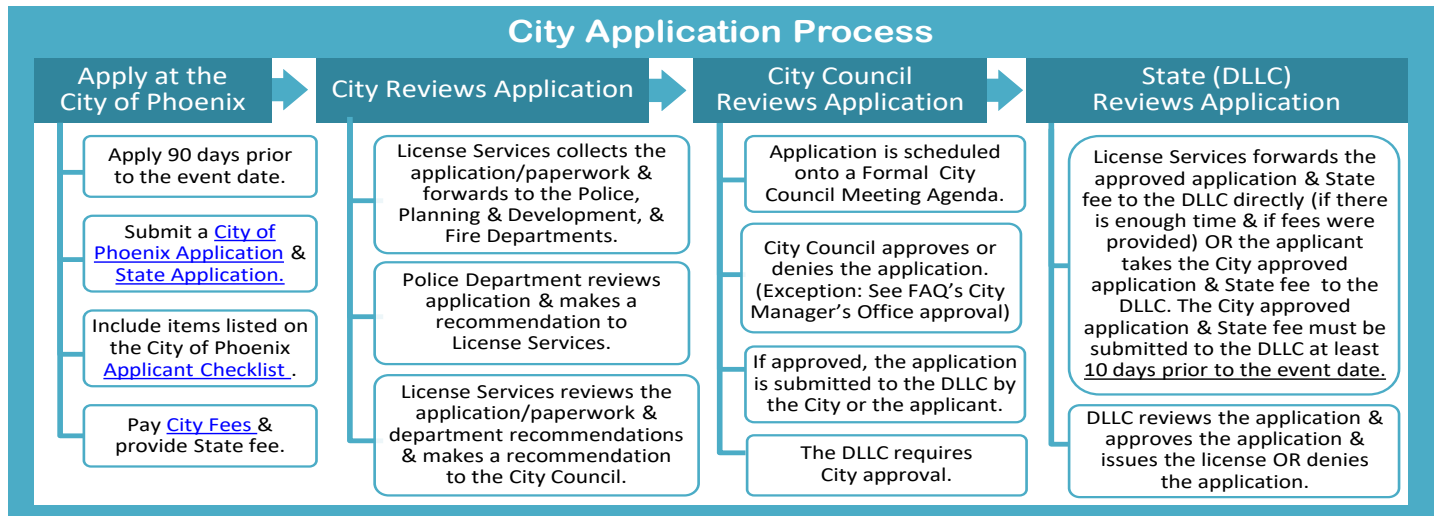 City Application Process
Apply at the
City of Phoenix
Apply 90 days prior
to the event date.
Submit a City of
Phoenix Application &
State Application.
Include items listed on
the City of Phoenix
Applicant Checklist .
Pay City Fees &
provide State fee.
City Reviews Application
License Services collects the
application/paperwork &
forwards to the Police,
Planning & Development, &
Fire Departments.
Police Department reviews
application & makes a
recommendation to
License Services.
License Services reviews the
application/paperwork &
department recommendations
& makes a recommendation
to the City Council.
City Council
Reviews Application
Application is scheduled
onto a Formal City
Council Meeting Agenda.
City Council approves or
denies the application.
(Exception: See FAQ's City
Manager's Office approval)
If approved, the application
is submitted to the DLLC by
the City or the applicant.
The DLLC requires
City approval.
State (DLLC)
Reviews Application
License Services forwards the
approved application & State
fee to the DLLC directly (if there
is enough time & if fees were
provided) OR the applicant
takes the City approved
application & State fee to the
DLLC. The City approved
application & State fee must be
submitted to the DLLC at least
10 days prior to the event date.
DLLC reviews the application &
approves the application &
issues the license OR denies
the application.